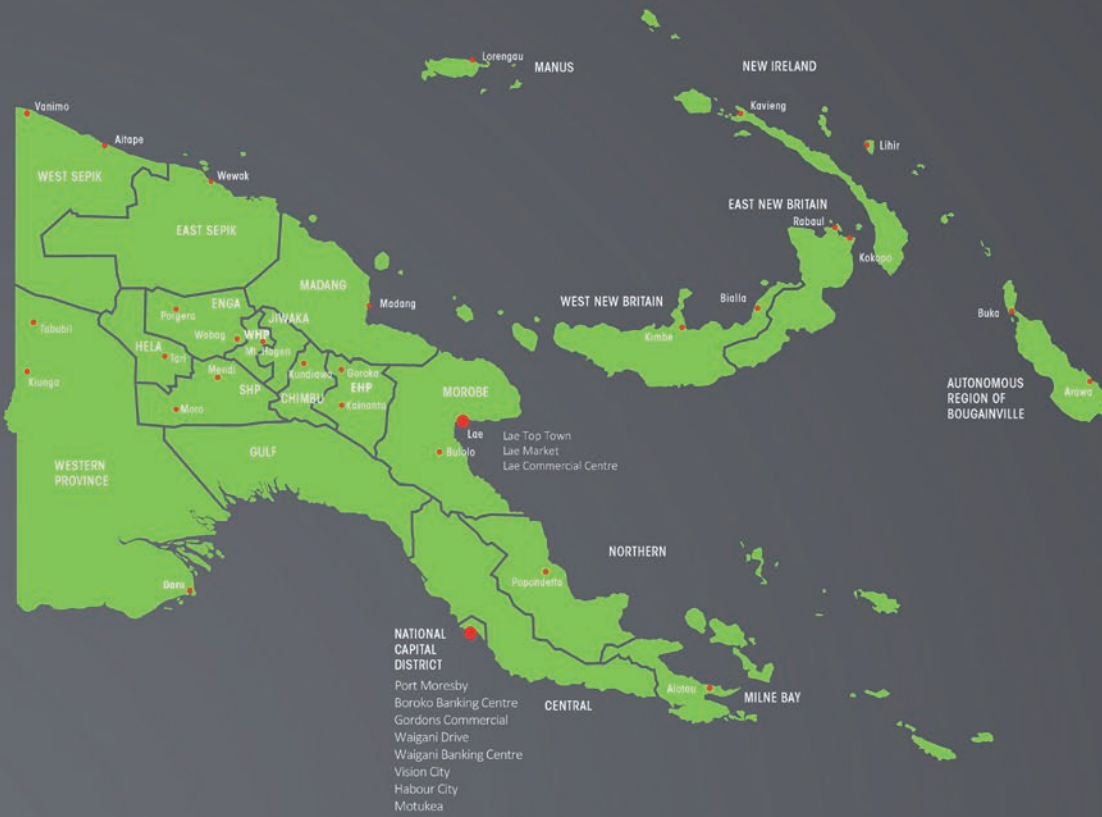 Lorengau
MANUS
NEW IRELAND
Vanimo
Kavieng
Aitape
Lihir
WEST SEPIK
Wewak
EAST NEW BRITAIN
Rabaul
EAST SEPIK
Kokopo
MADANG
WEST NEW BRITAIN
Bialla
ENGA
Madang
Porgera
Buka
JIWAKA
Tabubil
WHP
Kimbe
Wabag
HELA
Mt. Hagen
Tari
Mendi
Kundiawa
Goroka
Kiunga
SHP
EHP
MOROBE
AUTONOMOUS
REGION OF
BOUGAINVILLE
Arawa
CHIMBU
Kainantu
Moro
Lae
Lae Top Town
Lae Market
Lae Commercial Centre
GULF
Bulolo
WESTERN
PROVINCE
NORTHERN
Popondetta
Daru
NATIONAL
CAPITAL
DISTRICT
Port Moresby
Boroko Banking Centre
Gordons Commercial
Waigani Drive
Waigani Banking Centre
Vision City
Habour City
Motukea
CENTRAL
Alotau
MILNE BAY